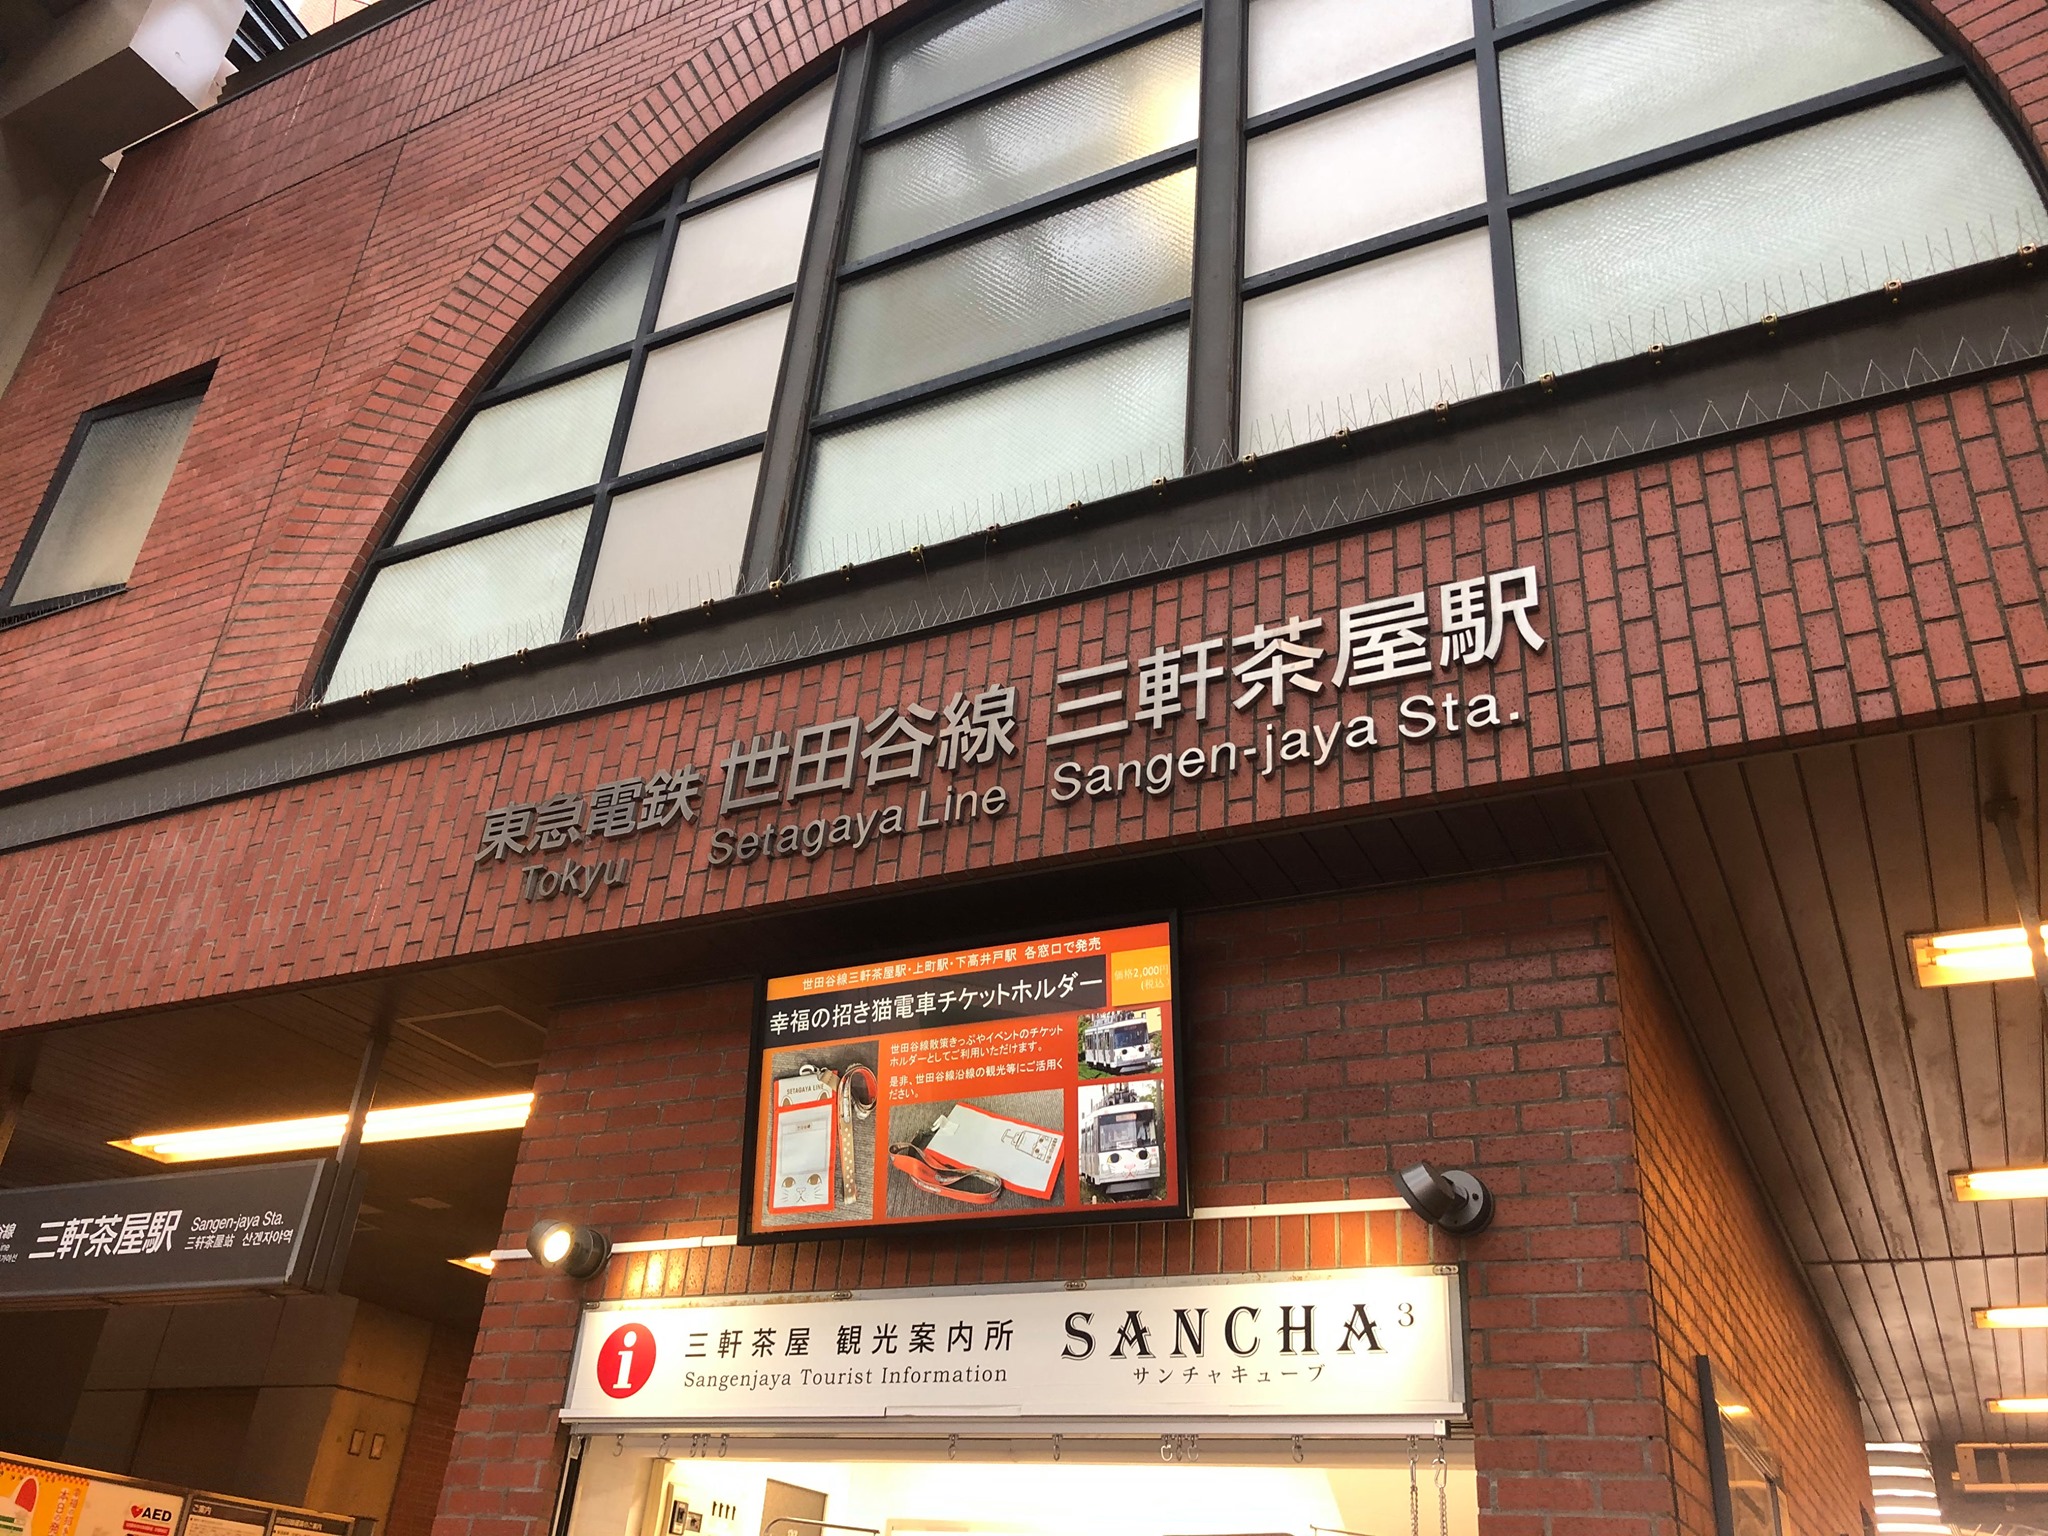 東急電鉄 世田谷線 三軒茶屋駅
Tokyu Setagaya Line Sangen-jaya Sta.
世田谷線三軒茶屋駅・上町駅・下高井戸駅 各窓口で発売
幸福の招き猫電車チケットホルダー
価格2,000円
(税込
世田谷線散策きっぷやイベントのチケット
ホルダーとしてご利用いただけます。
是非、世田谷線沿線の観光等にご活用く
ださい。
SETAGAYA LINE
三軒茶屋駅
Sangen-jaya Sta.
三轩茶屋站 산겐자야역
i
三軒茶屋 観光案内所
Sangenjaya Tourist Information
SANCHA3
サンチャキューブ
AED
ご案内